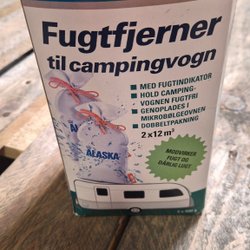 Fugtfjerner
til campingvogn
■ MED FUGTINDIKATOR
■ HOLD CAMPING-
VOGNEN FUGTFRI
■ GENOPLADES I
MIKROBØLGEOVNEN
■ DOBBELTPAKNING
2 x 12 m³
ALASKA
MODVIRKER
FUGT OG
DÅRLIG LUGT